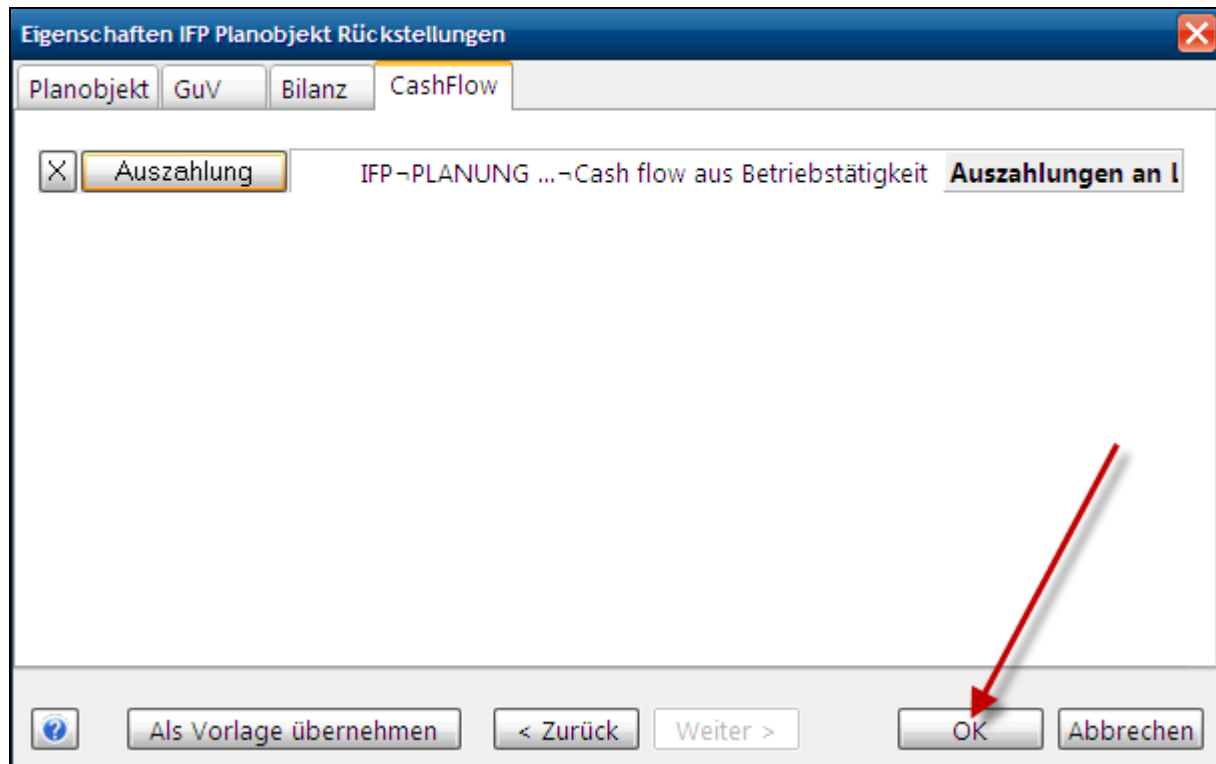 Eigenschaften IFP Planobjekt Rückstellungen
Planobjekt GuV Bilanz CashFlow
X Auszahlung IFP¬PLANUNG ...¬Cash flow aus Betriebstätigkeit Auszahlungen an L
? Als Vorlage übernehmen < Zurück Weiter > OK Abbrechen